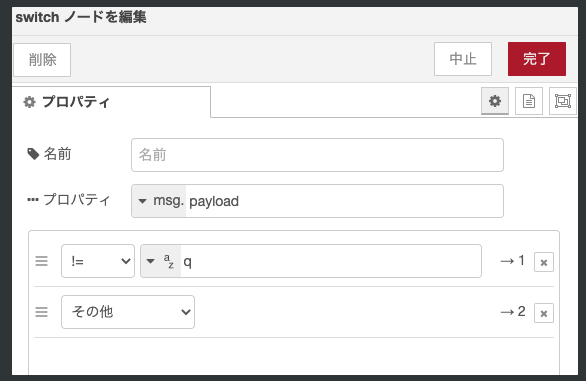 switch ノードを編集
削除 中止 完了
プロパティ
名前 名前
プロパティ msg. payload
!= az q → 1 ×
その他 → 2 ×